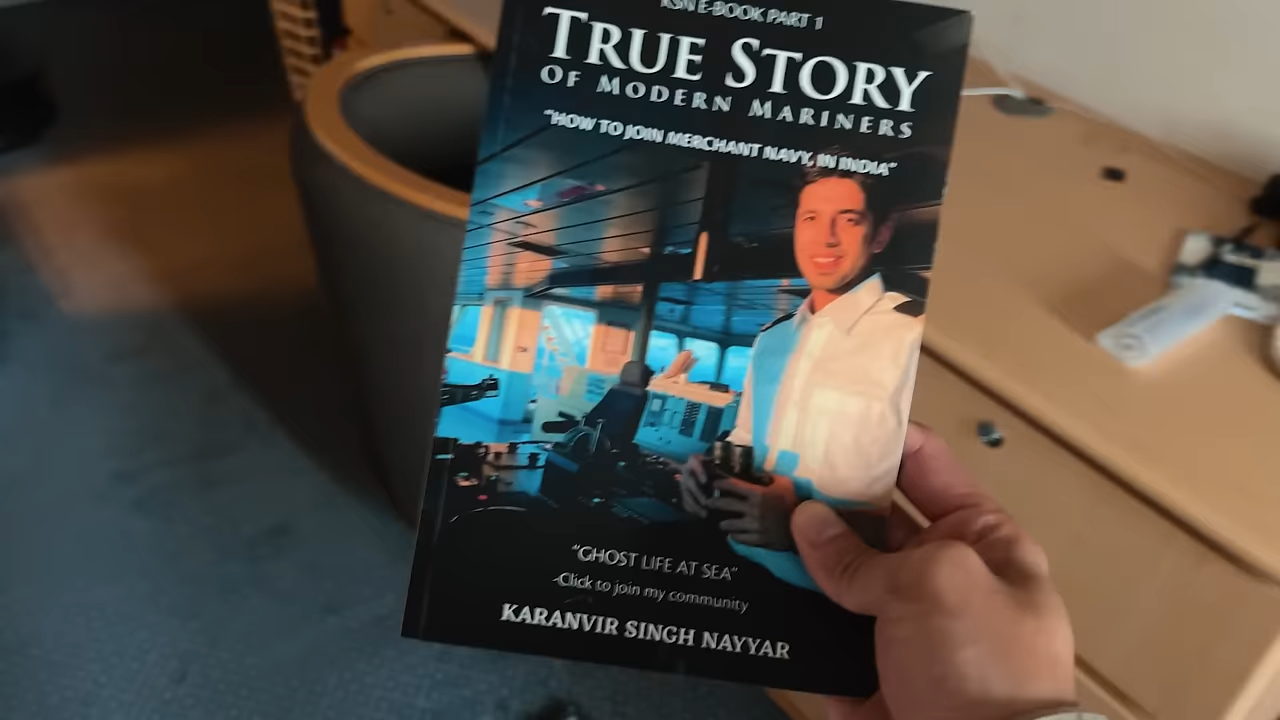 KSN E-BOOK PART 1
TRUE STORY
OF MODERN MARINERS
"HOW TO JOIN MERCHANT NAVY, IN INDIA"
"GHOST LIFE AT SEA"
-Click to join my community
KARANVIR SINGH NAYYAR